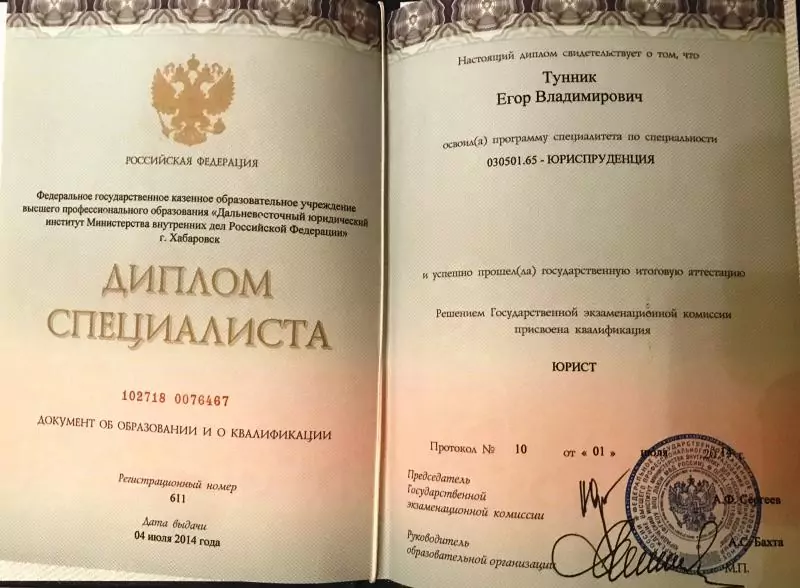 РОССИЙСКАЯ ФЕДЕРАЦИЯ
Федеральное государственное казенное образовательное учреждение
высшего профессионального образования «Дальневосточный юридический
институт Министерства внутренних дел Российской Федерации»
г. Хабаровск
ДИПЛОМ
СПЕЦИАЛИСТА
102718 0076467
ДОКУМЕНТ ОБ ОБРАЗОВАНИИ И О КВАЛИФИКАЦИИ
Регистрационный номер
611
Дата выдачи
04 июля 2014 года
Настоящий диплом свидетельствует о том, что
Тунник
Егор Владимирович
освоил(а) программу специалитета по специальности
030501.65 - ЮРИСПРУДЕНЦИЯ
и успешно прошел(ла) государственную итоговую аттестацию
Решением Государственной экзаменационной комиссии
присвоена квалификация
ЮРИСТ
Протокол № 10 от « 01 » июля 2014 г.
Председатель
Государственной
экзаменационной комиссии
А.Ф. Сергеев
Руководитель
образовательной организации
А.С. Бахта
М.П.